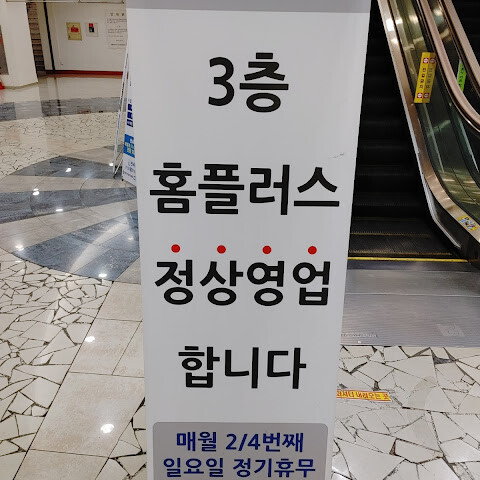 3층
홈플러스
정상영업
합니다
매월 2/4번째
일요일 정기휴무